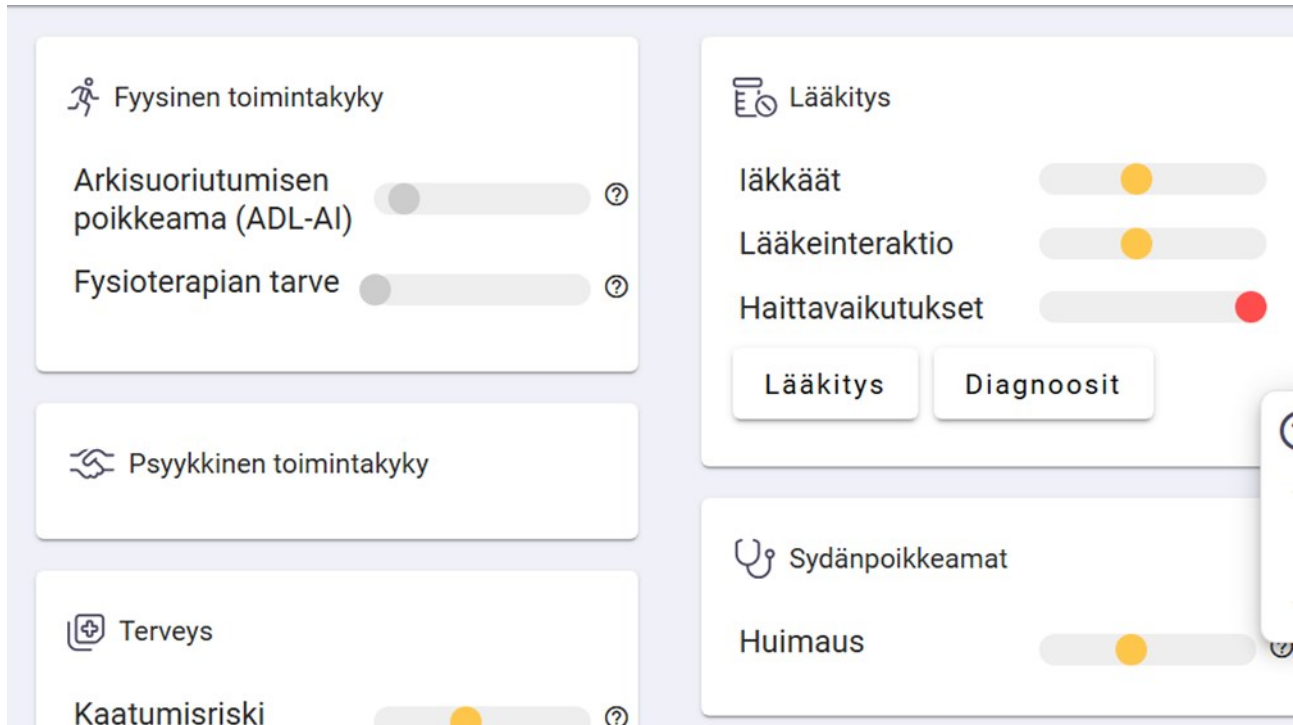 Fyysinen toimintakyky
Arkisuoriutumisen
poikkeama (ADL-AI)
Fysioterapian tarve
Psyykkinen toimintakyky
Terveys
Kaatumisriski
Lääkitys
Iäkkäät
Lääkeinteraktio
Haittavaikutukset
Lääkitys Diagnoosit
Sydänpoikkeamat
Huimaus